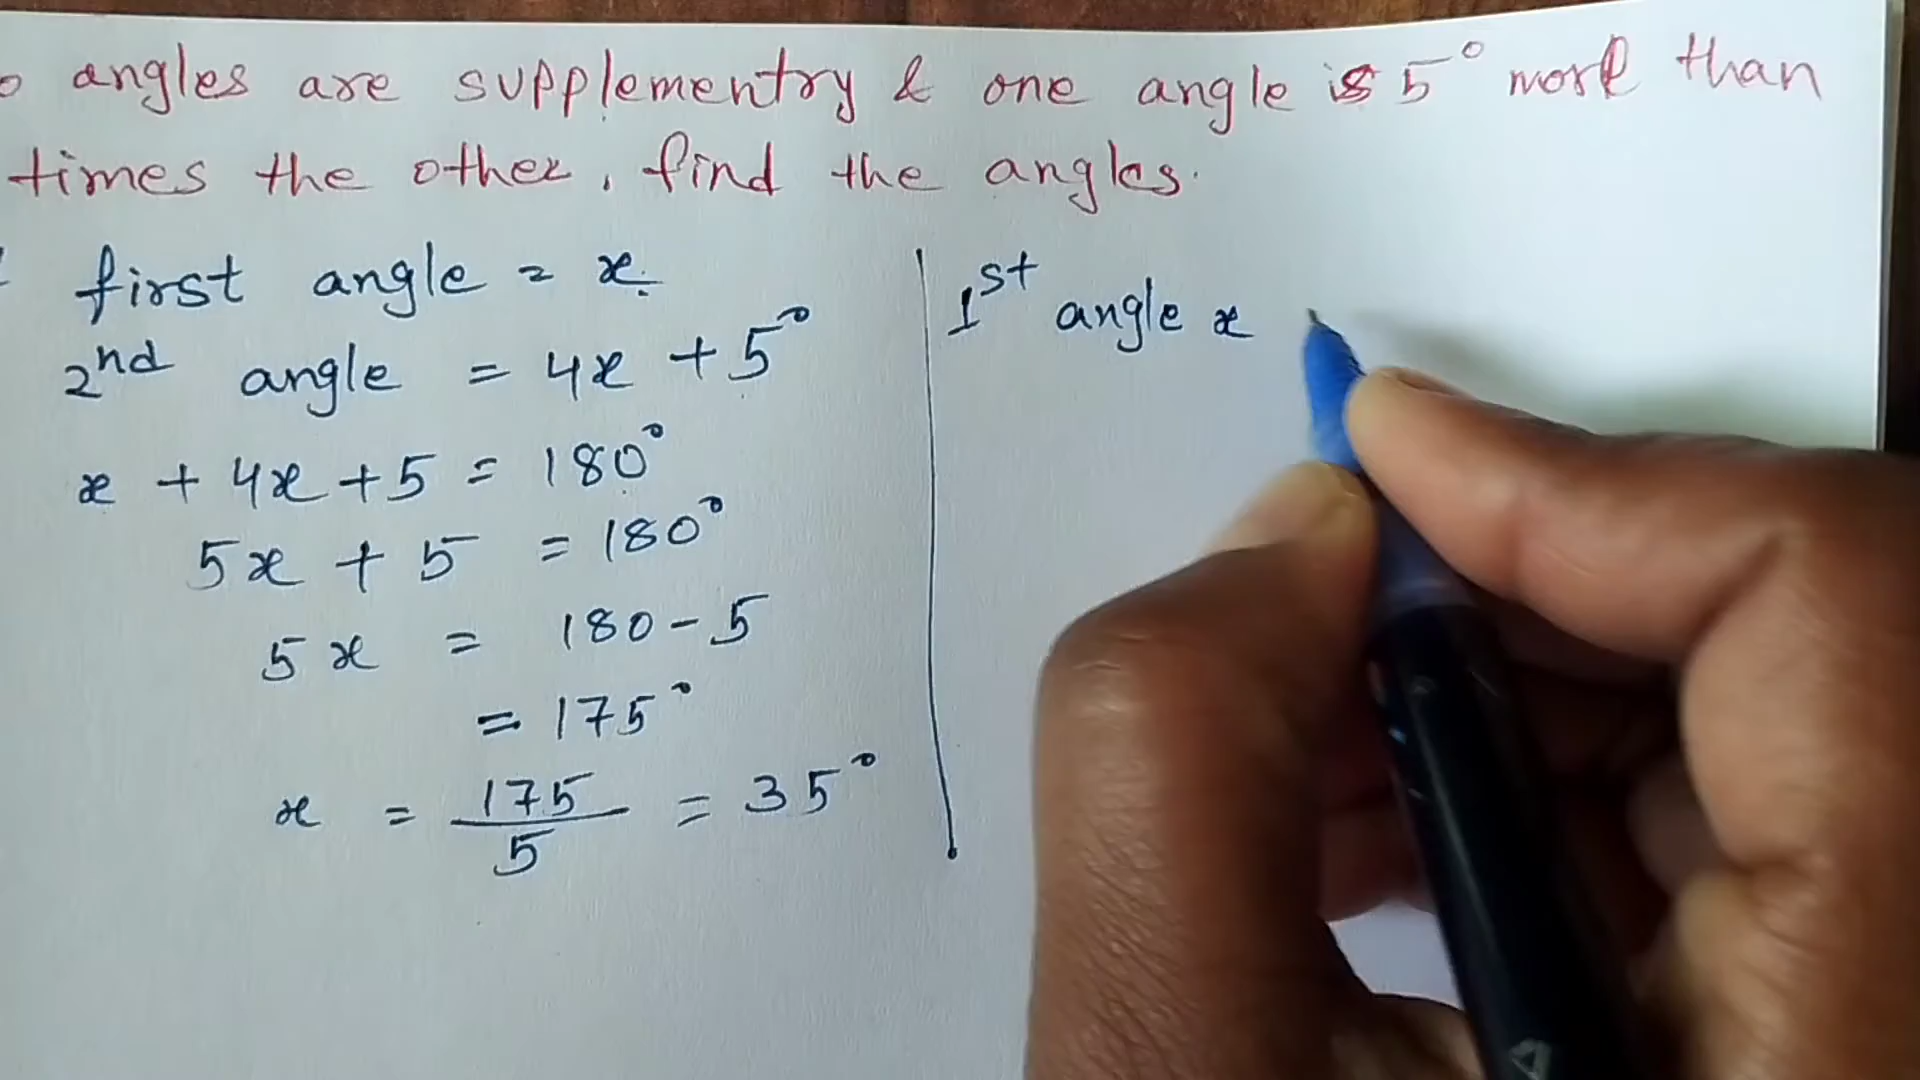 o angles are supplementry & one angle is 5° more than
times the other, find the angles.
first angle = x.
2nd angle = 4x + 5°
x + 4x + 5 = 180°
5x + 5 = 180°
5x = 180 - 5
= 175°
x = 175/5 = 35°
1st angle x